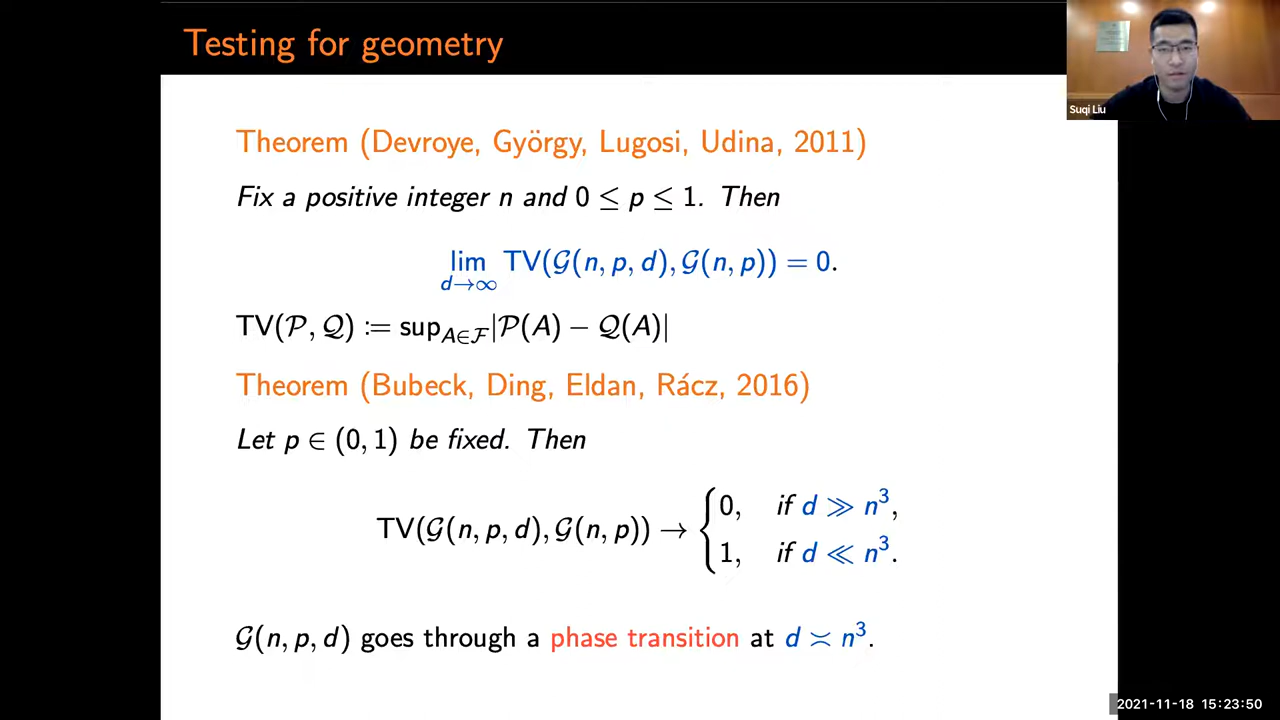 Testing for geometry
Suqi Liu
Theorem (Devroye, György, Lugosi, Udina, 2011)
Fix a positive integer n and 0 ≤ p ≤ 1. Then
lim_{d→∞} TV(𝒢(n, p, d), 𝒢(n, p)) = 0.
TV(𝒫, 𝒬) := sup_{A∈ℱ}|𝒫(A) − 𝒬(A)|
Theorem (Bubeck, Ding, Eldan, Rácz, 2016)
Let p ∈ (0, 1) be fixed. Then
TV(𝒢(n, p, d), 𝒢(n, p)) → { 0, if d ≫ n³,
1, if d ≪ n³.
𝒢(n, p, d) goes through a phase transition at d ≍ n³.
2021-11-18 15:23:50